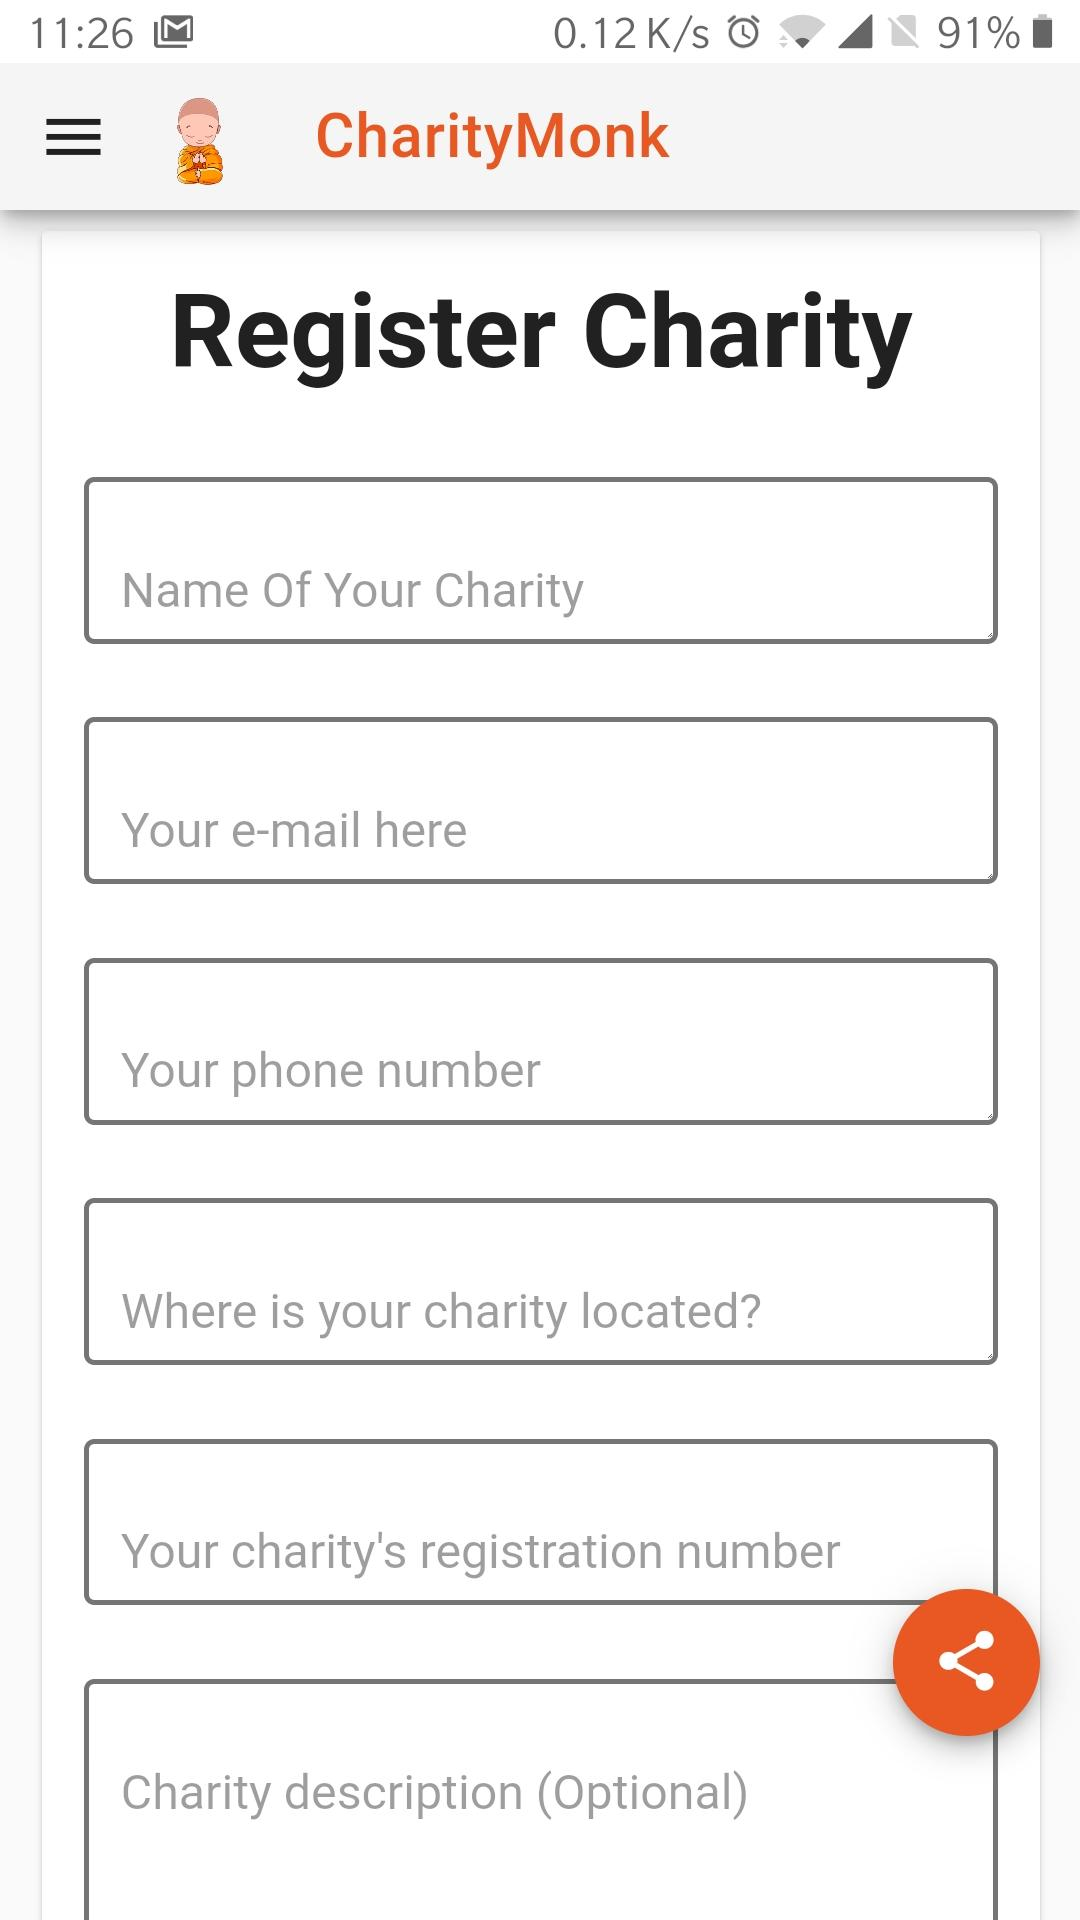 11:26 0.12 K/s 91%
CharityMonk
Register Charity
Name Of Your Charity
Your e-mail here
Your phone number
Where is your charity located?
Your charity's registration number
Charity description (Optional)